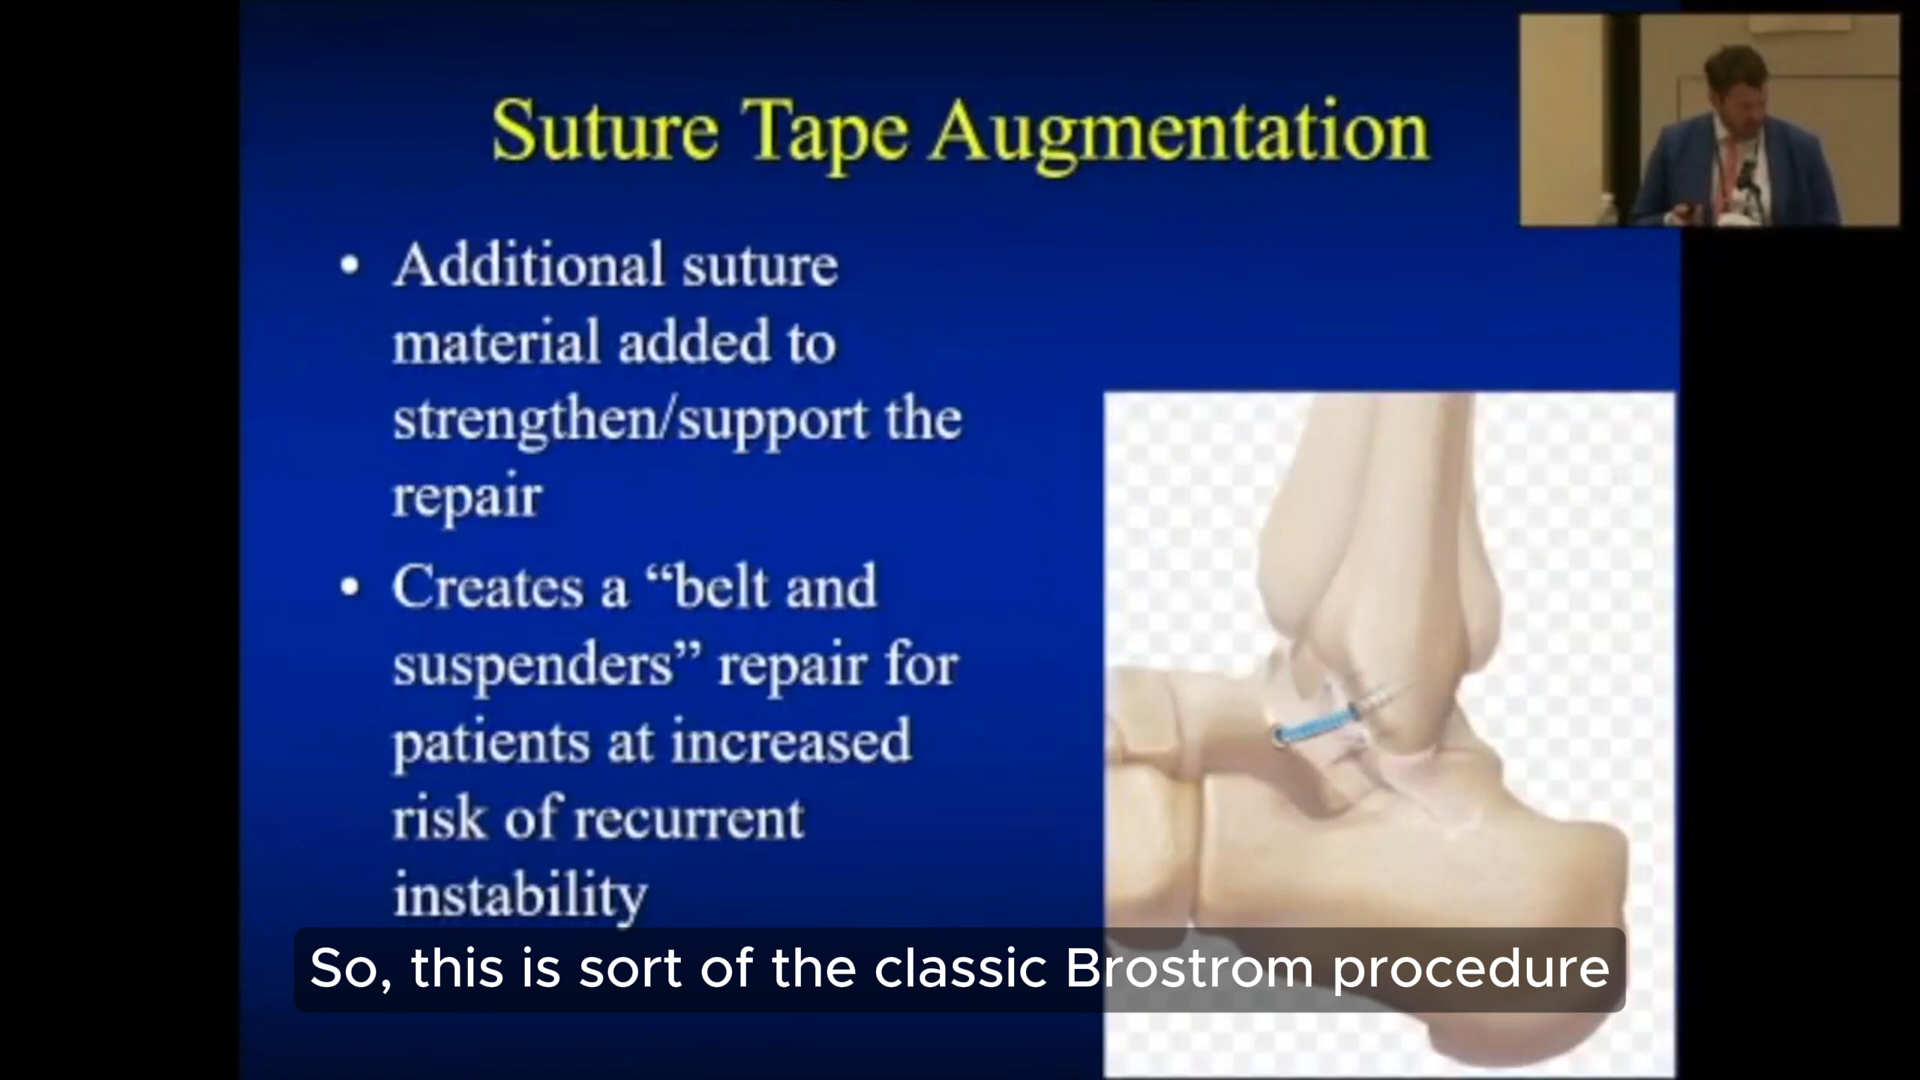 Suture Tape Augmentation
• Additional suture
material added to
strengthen/support the
repair
• Creates a “belt and
suspenders” repair for
patients at increased
risk of recurrent
instability
So, this is sort of the classic Brostrom procedure